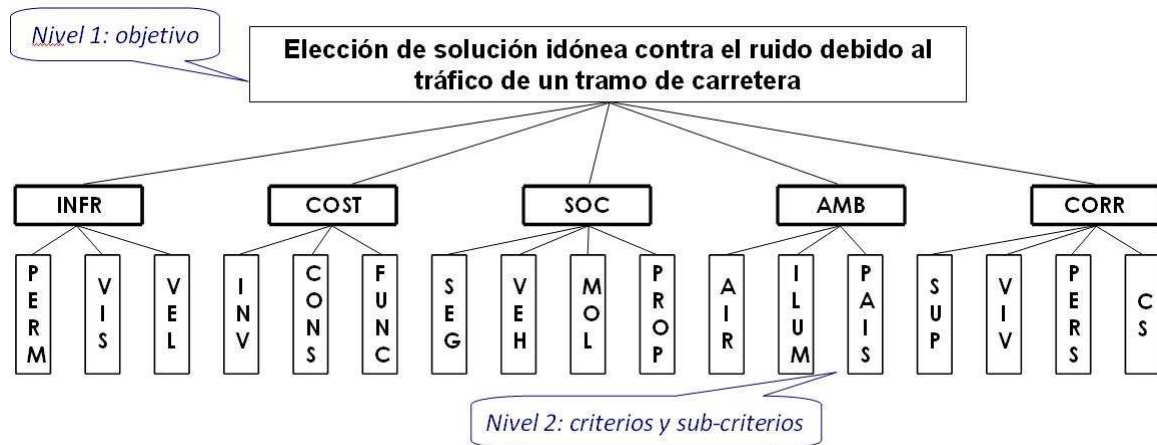 Nivel 1: objetivo
Elección de solución idónea contra el ruido debido al
tráfico de un tramo de carretera
INFR
COST
SOC
AMB
CORR
PERM
VIS
VEL
INV
CONS
FUNC
SEG
VEH
MOL
PROP
AIR
ILUM
PAIS
SUP
VIV
PERS
CS
Nivel 2: criterios y sub-criterios